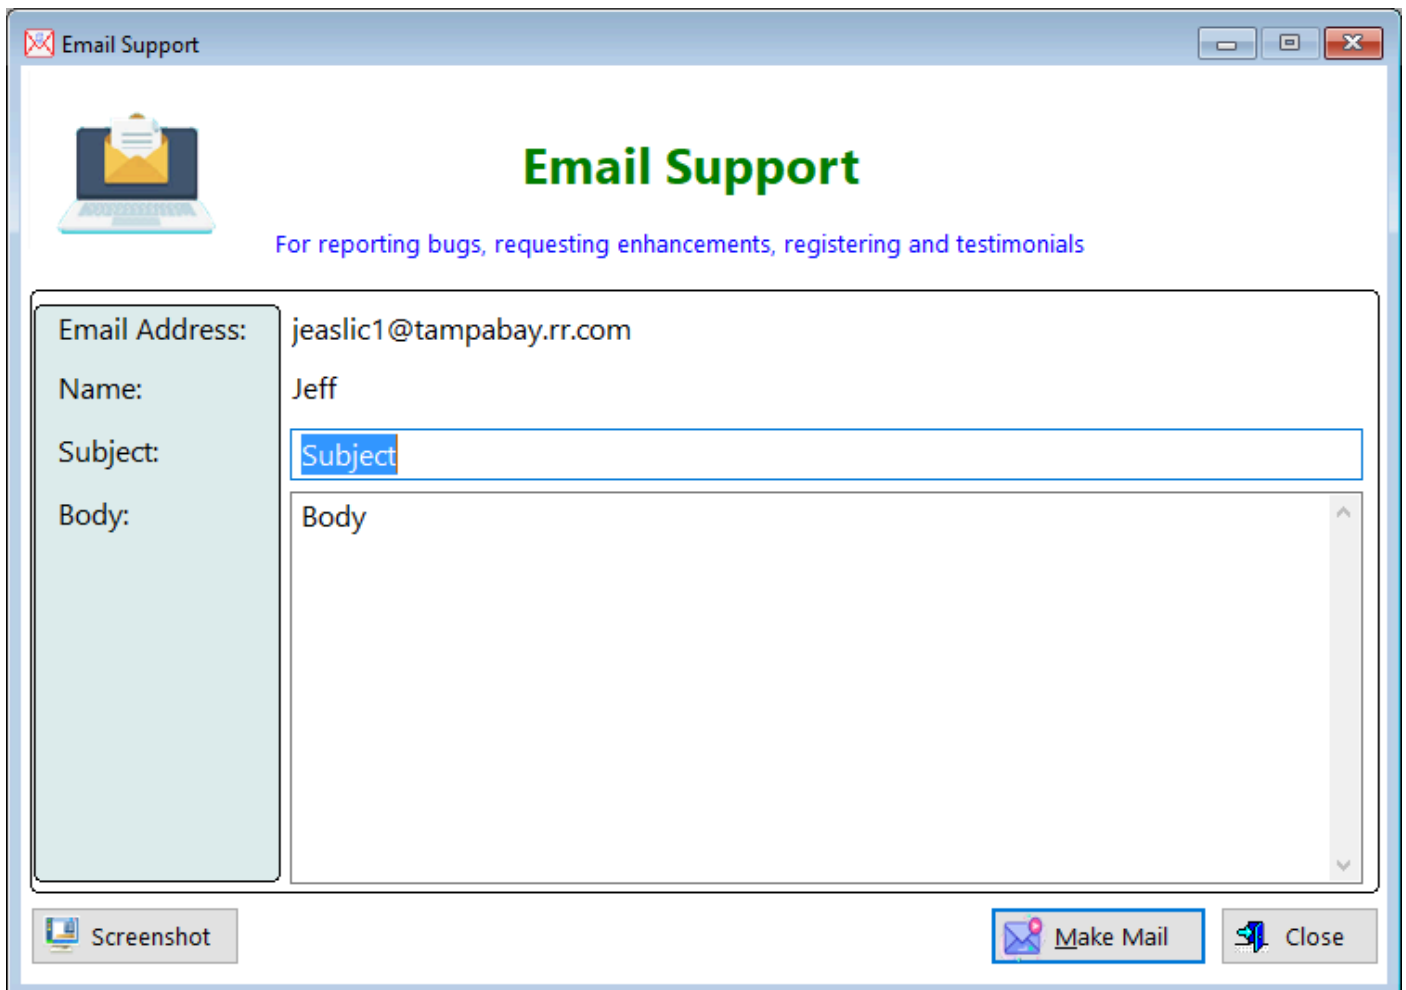 Email Support
Email Support
For reporting bugs, requesting enhancements, registering and testimonials
Email Address: jeaslic1@tampabay.rr.com
Name: Jeff
Subject: Subject
Body: Body
Screenshot Make Mail Close